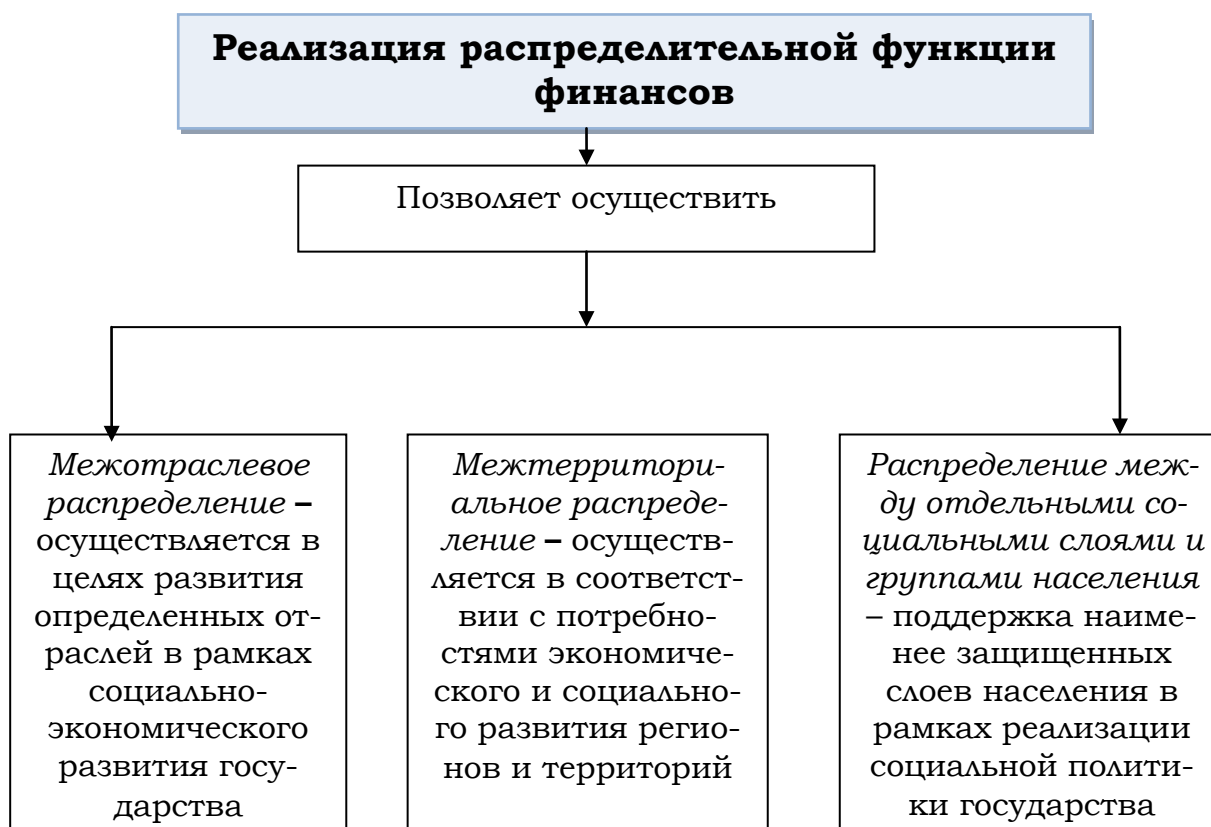 Реализация распределительной функции
финансов
Позволяет осуществить
Межотраслевое
распределение –
осуществляется в
целях развития
определенных от-
раслей в рамках
социально-
экономического
развития госу-
дарства
Межтерритори-
ального распреде-
ление – осуществ-
ляется в соответст-
вии с потребно-
стями экономиче-
ского и социально-
го развития регио-
нов и территорий
Распределение меж-
ду отдельными со-
циальными слоями и
группами населения
– поддержка наиме-
нее защищенных
слоев населения в
рамках реализации
социальной полити-
ки государства